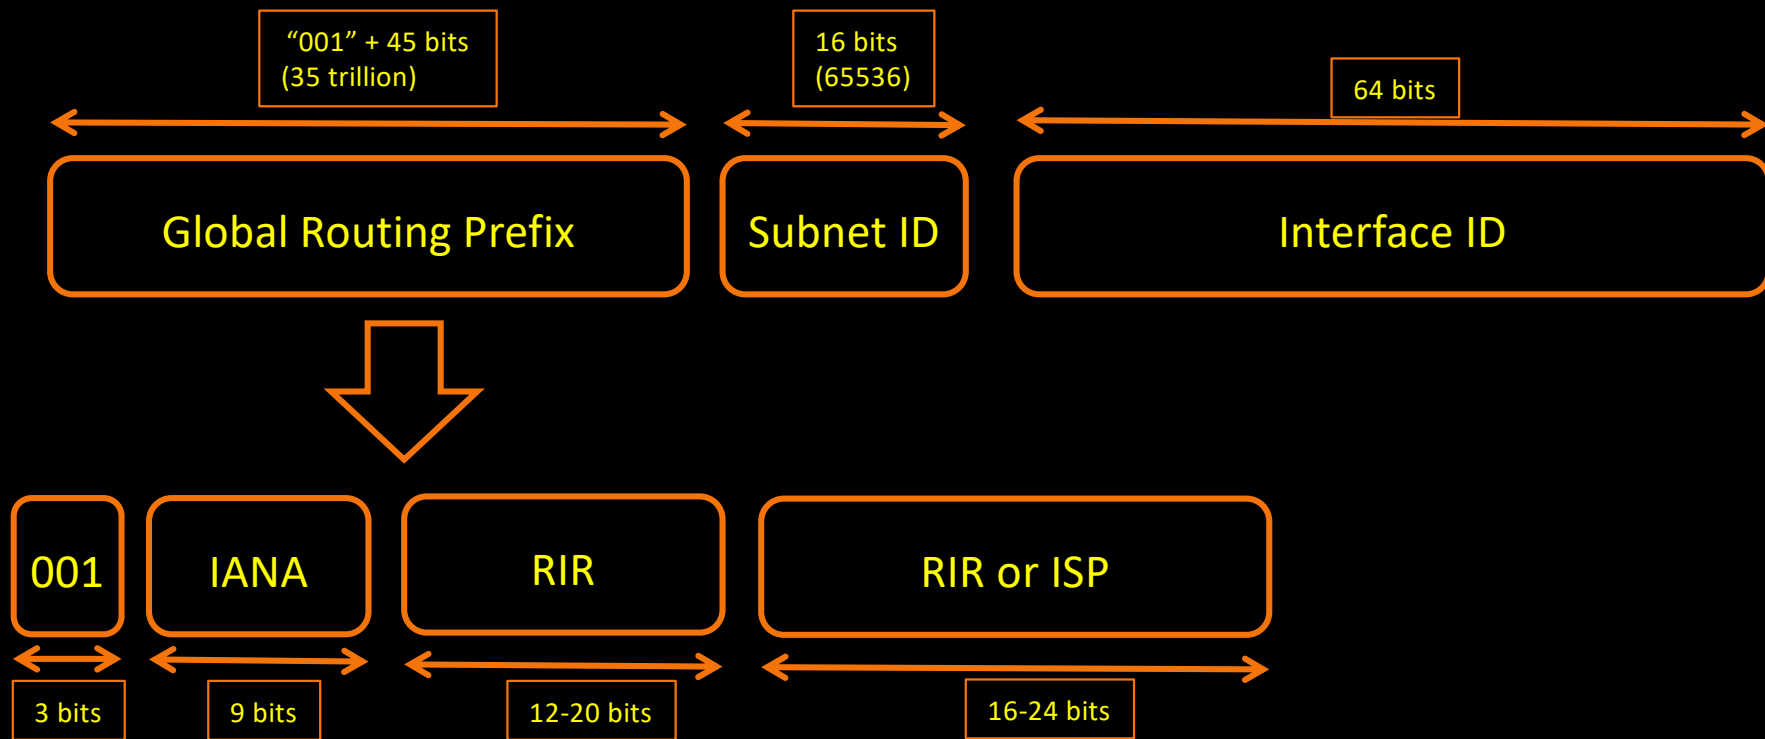 “001” + 45 bits
(35 trillion)
16 bits
(65536)
64 bits
Global Routing Prefix
Subnet ID
Interface ID
001
IANA
RIR
RIR or ISP
3 bits
9 bits
12-20 bits
16-24 bits